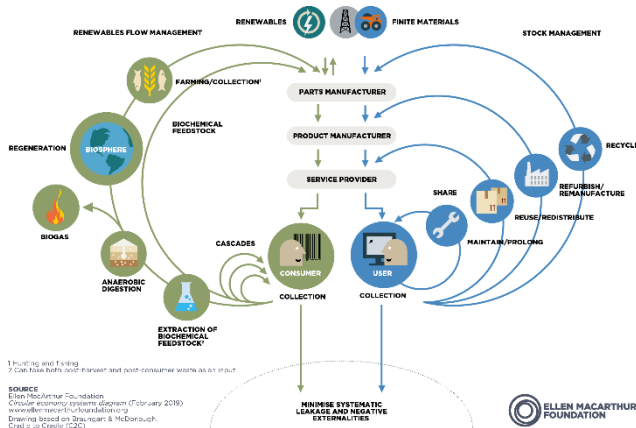 RENEWABLES
FINITE MATERIALS
RENEWABLES FLOW MANAGEMENT
STOCK MANAGEMENT
FARMING/COLLECTION¹
PARTS MANUFACTURER
BIOCHEMICAL
FEEDSTOCK
PRODUCT MANUFACTURER
REGENERATION
BIOSPHERE
RECYCLE
SERVICE PROVIDER
REFURBISH/
REMANUFACTURE
SHARE
REUSE/REDISTRIBUTE
BIOGAS
MAINTAIN/PROLONG
CASCADES
CONSUMER
USER
ANAEROBIC
DIGESTION
COLLECTION
COLLECTION
EXTRACTION OF
BIOCHEMICAL
FEEDSTOCK²
1 Hunting and fishing
2 Can take both post-harvest and post-consumer waste as an input
SOURCE
Ellen MacArthur Foundation
Circular economy systems diagram (February 2019)
www.ellenmacarthurfoundation.org
Drawing based on Braungart & McDonough,
Cradle to Cradle (C2C)
MINIMISE SYSTEMATIC
LEAKAGE AND NEGATIVE
EXTERNALITIES
ELLEN MACARTHUR
FOUNDATION